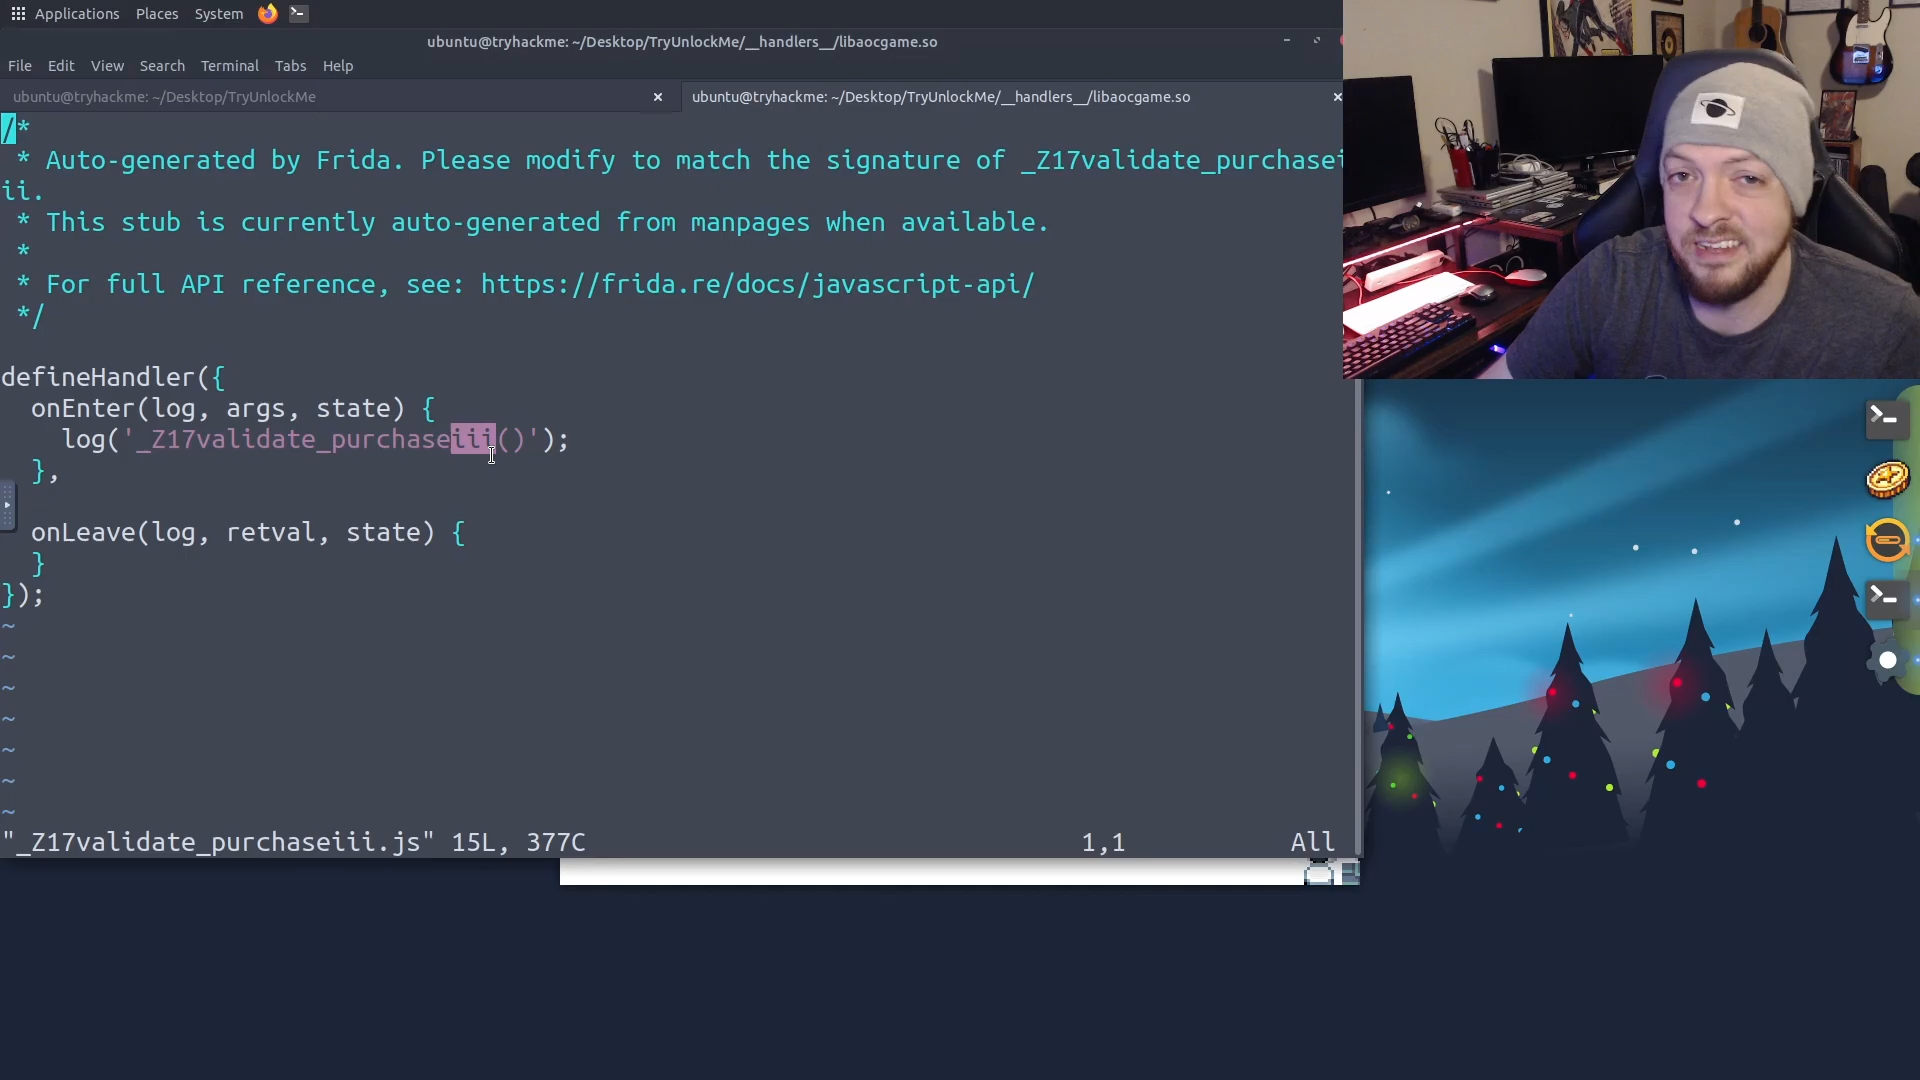 Applications Places System
ubuntu@tryhackme: ~/Desktop/TryUnlockMe/__handlers__/libaocgame.so
File Edit View Search Terminal Tabs Help
ubuntu@tryhackme: ~/Desktop/TryUnlockMe
ubuntu@tryhackme: ~/Desktop/TryUnlockMe/__handlers__/libaocgame.so
/*
* Auto-generated by Frida. Please modify to match the signature of _Z17validate_purchasei
ii.
* This stub is currently auto-generated from manpages when available.
*
* For full API reference, see: https://frida.re/docs/javascript-api/
*/
defineHandler({
onEnter(log, args, state) {
log('_Z17validate_purchaseiii()');
},
onLeave(log, retval, state) {
}
});
~
~
~
~
~
~
~
"_Z17validate_purchaseiii.js" 15L, 377C 1,1 All